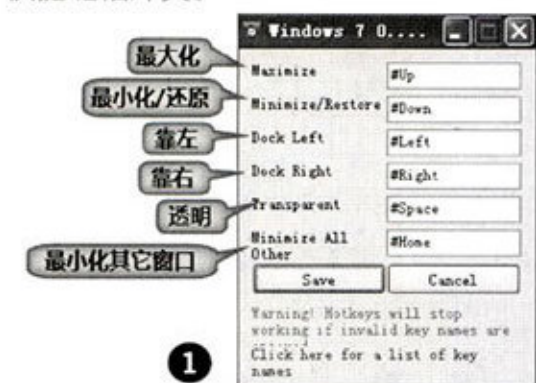 Windows 7 0....
最大化
Maximize
#Up
最小化/还原
Minimize/Restore
#Down
靠左
Dock Left
#Left
靠右
Dock Right
#Right
透明
Transparent
#Space
最小化其它窗口
Minimize All
Other
#Home
Save
Cancel
Warning! Hotkeys will stop
working if invalid key names are
Click here for a list of key
names
1